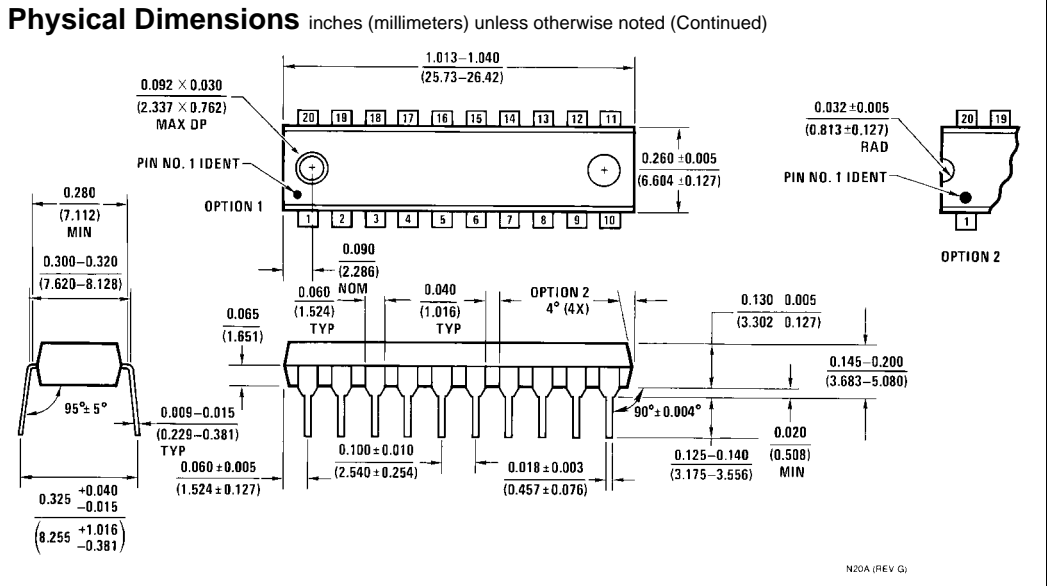 Physical Dimensions inches (millimeters) unless otherwise noted (Continued)
1.013–1.040
(25.73–26.42)
0.092 × 0.030
(2.337 × 0.762)
MAX DP
20 19 18 17 16 15 14 13 12 11
PIN NO. 1 IDENT
OPTION 1
1 2 3 4 5 6 7 8 9 10
0.260 ±0.005
(6.604 ±0.127)
0.032 ±0.005
(0.813 ±0.127)
RAD
20 19
PIN NO. 1 IDENT
1
OPTION 2
0.280
(7.112)
MIN
0.300–0.320
(7.620–8.128)
0.090
(2.286)
NOM
0.060
(1.524)
TYP
0.040
(1.016)
TYP
OPTION 2
4° (4X)
0.130 0.005
(3.302 0.127)
0.065
(1.651)
0.145–0.200
(3.683–5.080)
95°± 5°
0.009–0.015
(0.229–0.381)
TYP
90°± 0.004°
0.020
(0.508)
MIN
0.125–0.140
(3.175–3.556)
0.100 ± 0.010
(2.540 ± 0.254)
0.018 ± 0.003
(0.457 ± 0.076)
0.060 ± 0.005
(1.524 ± 0.127)
0.325 +0.040
-0.015
(8.255 +1.016
-0.381)
N20A (REV G)